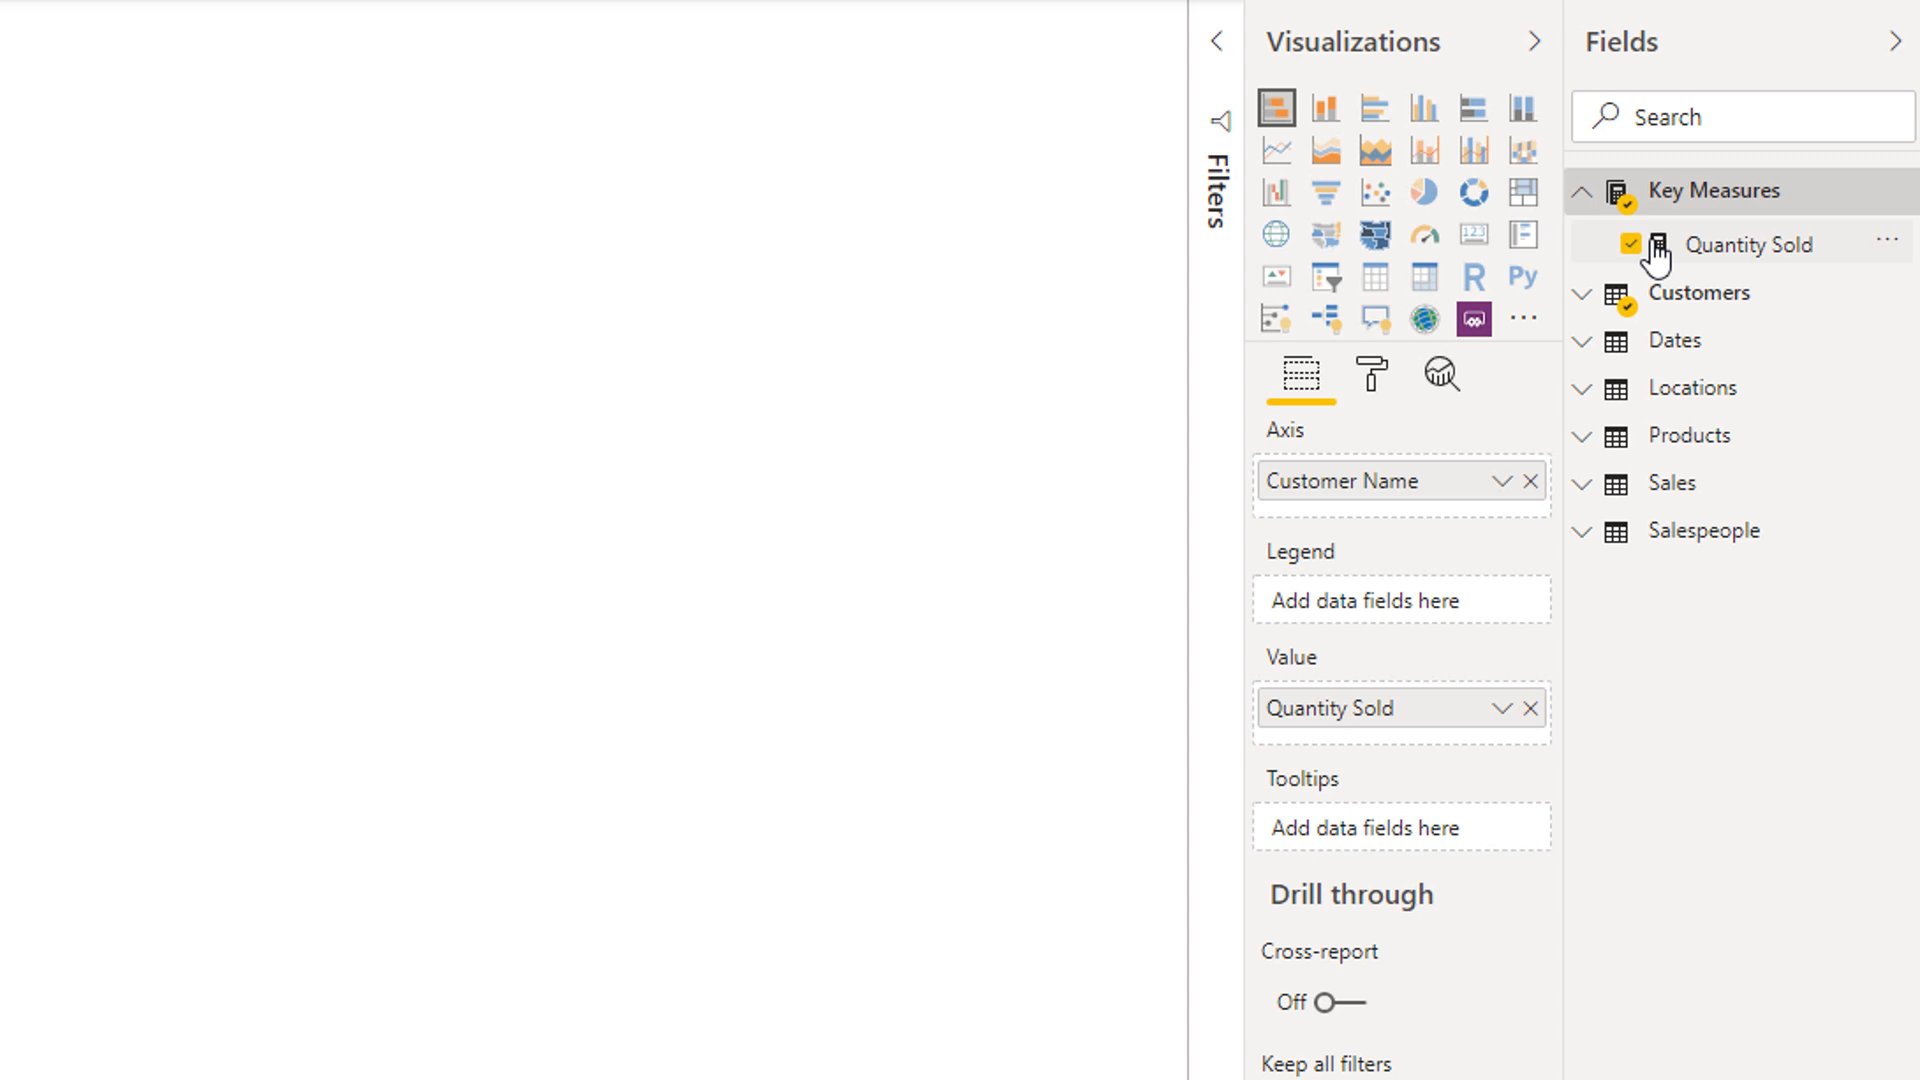 Filters
Visualizations
123
R
Py
Axis
Customer Name
Legend
Add data fields here
Value
Quantity Sold
Tooltips
Add data fields here
Drill through
Cross-report
Off
Keep all filters
Fields
Search
Key Measures
Quantity Sold
Customers
Dates
Locations
Products
Sales
Salespeople